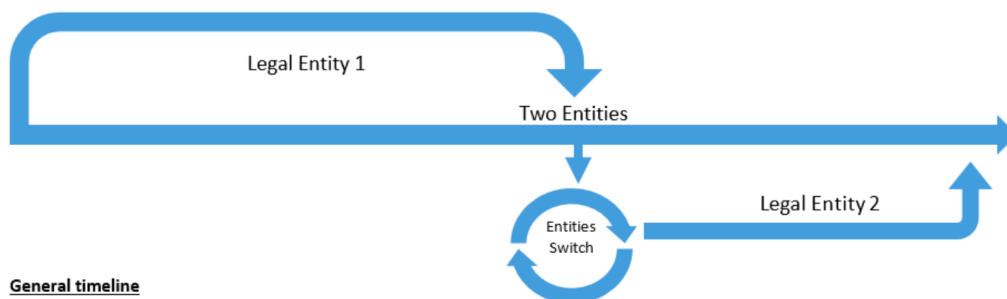 Legal Entity 1
Two Entities
Legal Entity 2
Entities
Switch
General timeline